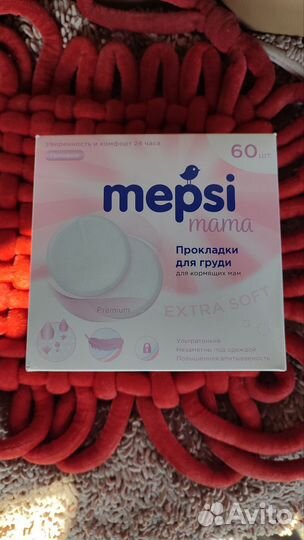 Уверенность и комфорт 24 часа
Premium
60 шт.
mepsi
mama
Прокладки
для груди
для кормящих мам
Premium
EXTRA SOFT
Ультратонкие
Незаметны под одеждой
Повышенная впитываемость
Avito